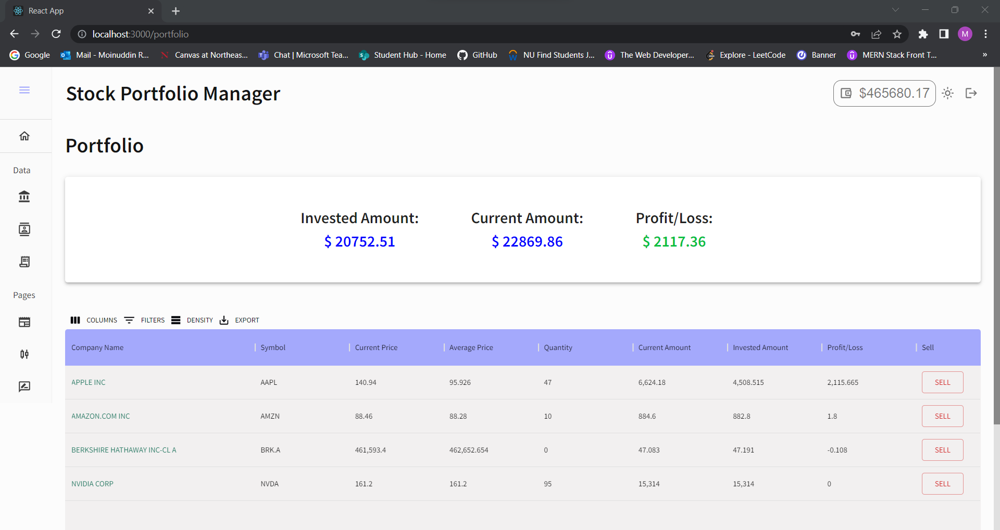 React App
localhost:3000/portfolio
M
Google Mail - Moinuddin R... Canvas at Northeas... Chat | Microsoft Tea... Student Hub - Home GitHub NU Find Students J... The Web Developer... Explore - LeetCode Banner MERN Stack Front T... »
Stock Portfolio Manager
$465680.17
Portfolio
Data
Invested Amount: Current Amount: Profit/Loss:
$ 20752.51 $ 22869.86 $ 2117.36
Pages
COLUMNS FILTERS DENSITY EXPORT
Company Name Symbol Current Price Average Price Quantity Current Amount Invested Amount Profit/Loss Sell
APPLE INC AAPL 140.94 95.926 47 6,624.18 4,508.515 2,115.665 SELL
AMAZON.COM INC AMZN 88.46 88.28 10 884.6 882.8 1.8 SELL
BERKSHIRE HATHAWAY INC-CL A BRK.A 461,593.4 462,652.654 0 47.083 47.191 -0.108 SELL
NVIDIA CORP NVDA 161.2 161.2 95 15,314 15,314 0 SELL